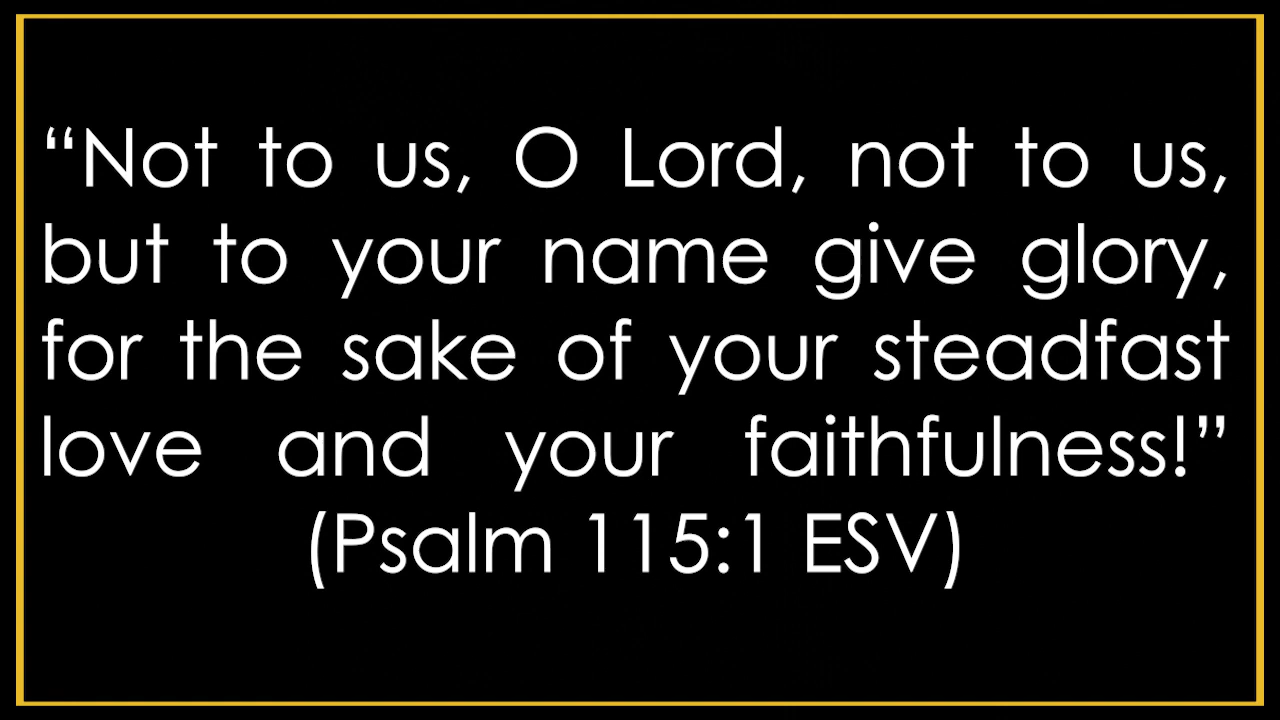 “Not to us, O Lord, not to us,
but to your name give glory,
for the sake of your steadfast
love and your faithfulness!”
(Psalm 115:1 ESV)